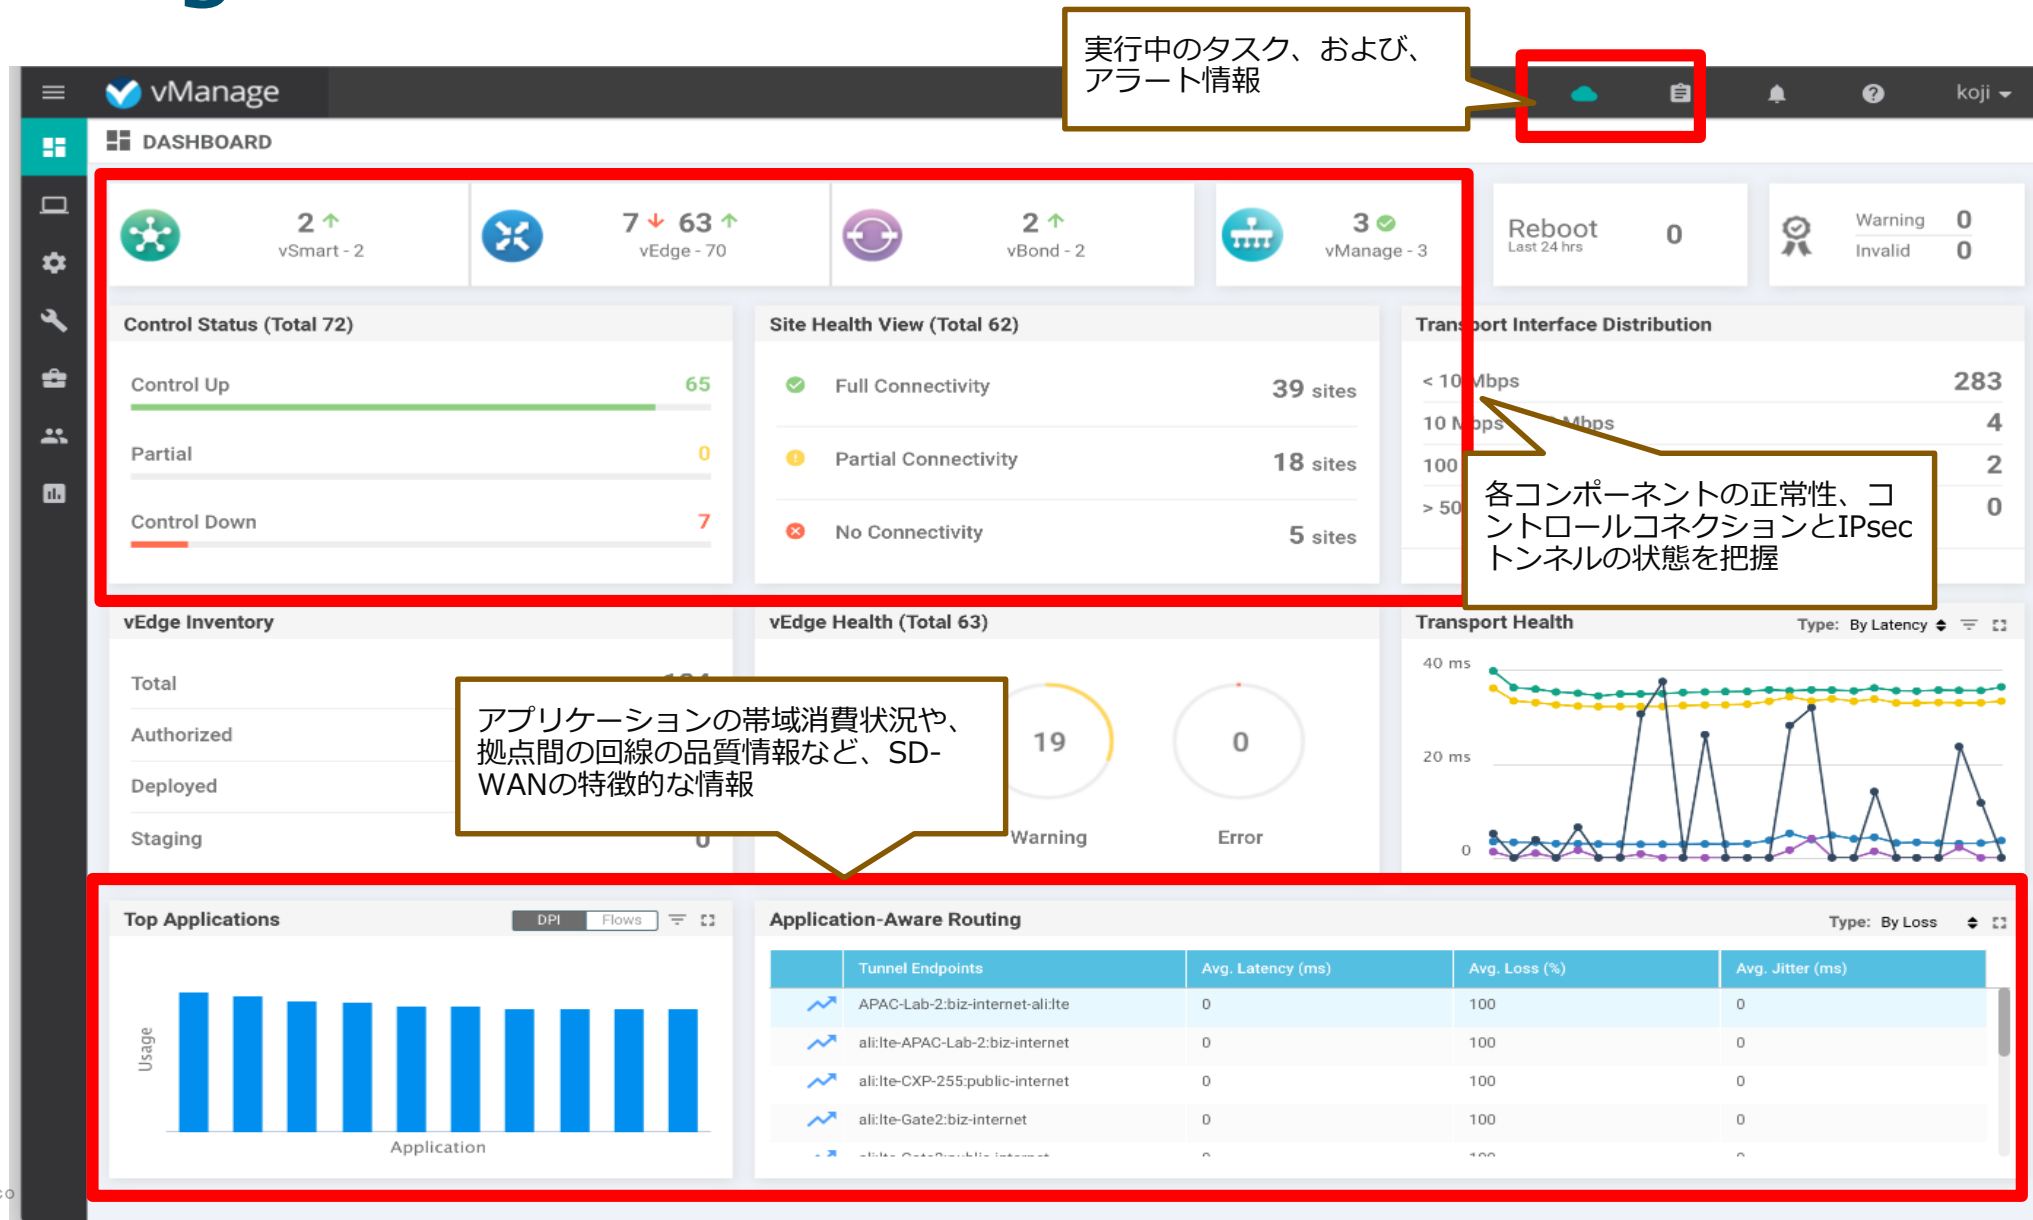 実行中のタスク、および、
アラート情報
vManage
koji
DASHBOARD
2
vSmart - 2
7 63
vEdge - 70
2
vBond - 2
3
vManage - 3
Reboot
Last 24 hrs
0
Warning 0
Invalid 0
Control Status (Total 72)
Control Up 65
Partial 0
Control Down 7
Site Health View (Total 62)
Full Connectivity 39 sites
Partial Connectivity 18 sites
No Connectivity 5 sites
Transport Interface Distribution
< 10 Mbps 283
10 Mbps Mbps 4
100 2
> 50 0
各コンポーネントの正常性、コ
ントロールコネクションとIPsec
トンネルの状態を把握
vEdge Inventory
Total
Authorized
Deployed
Staging 0
アプリケーションの帯域消費状況や、
拠点間の回線の品質情報など、SD-
WANの特徴的な情報
vEdge Health (Total 63)
19
Warning
0
Error
Transport Health
Type: By Latency
40 ms
20 ms
0
Top Applications
DPI Flows
Usage
Application
Application-Aware Routing
Type: By Loss
Tunnel Endpoints Avg. Latency (ms) Avg. Loss (%) Avg. Jitter (ms)
APAC-Lab-2:biz-internet-ali:lte 0 100 0
ali:lte-APAC-Lab-2:biz-internet 0 100 0
ali:lte-CXP-255:public-internet 0 100 0
ali:lte-Gate2:biz-internet 0 100 0